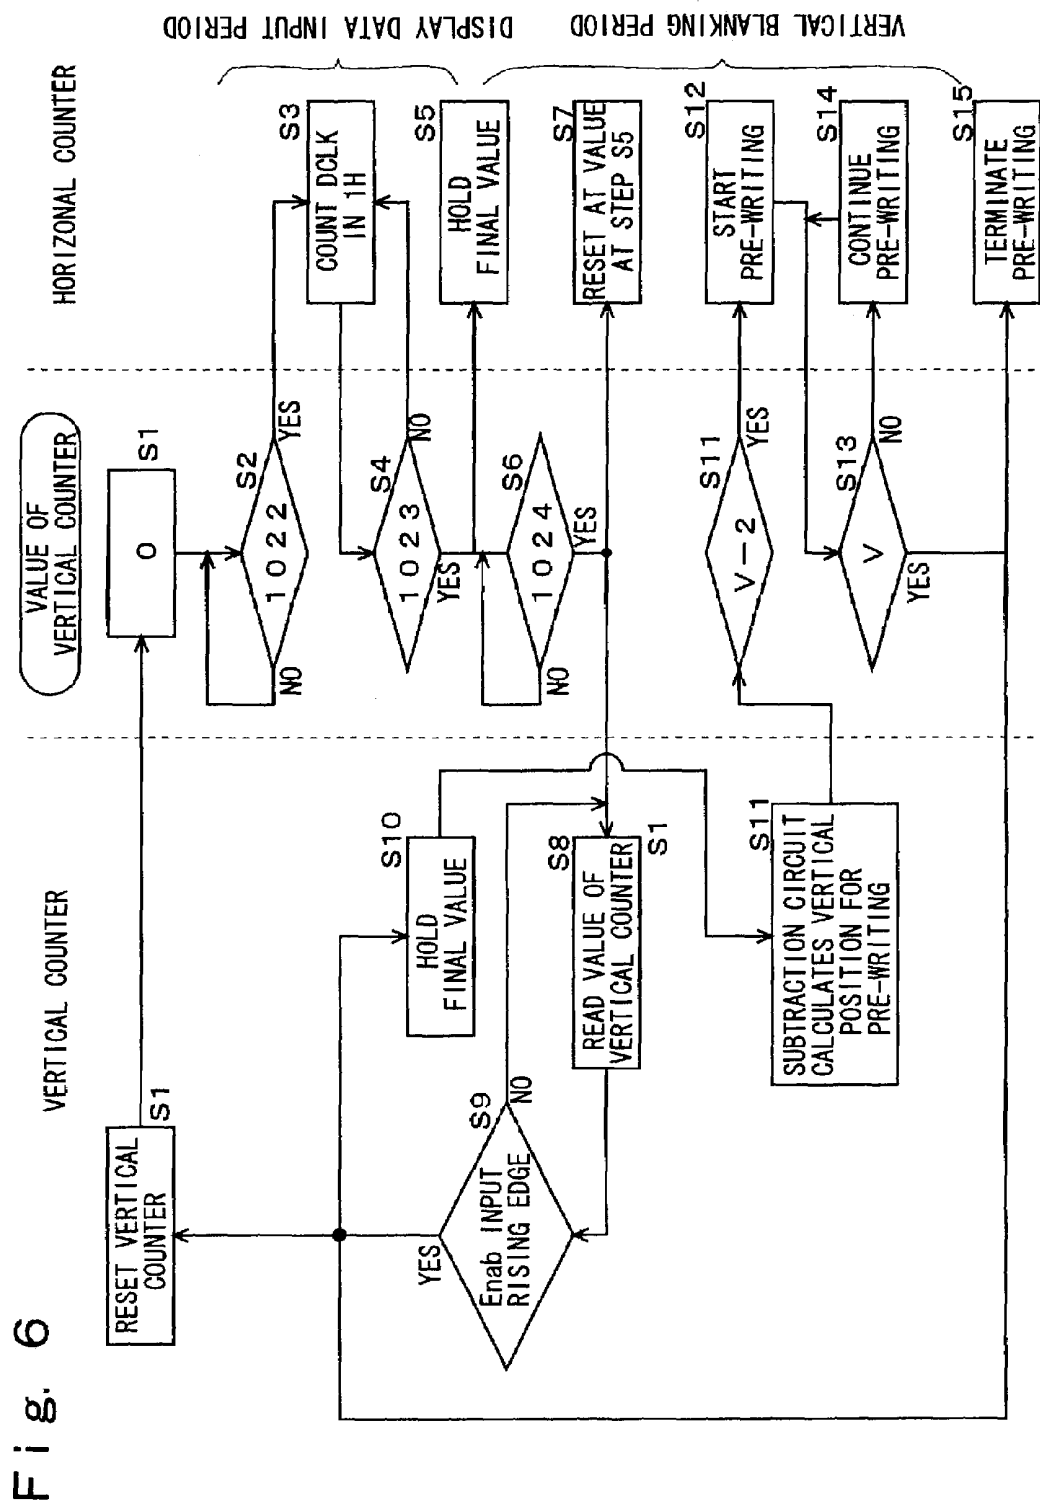 Fig. 6
VERTICAL COUNTER
VALUE OF
VERTICAL COUNTER
HORIZONAL COUNTER
RESET VERTICAL
COUNTER
S1
0
S1
1022
S2
YES
NO
COUNT DCLK
IN 1H
S3
DISPLAY DATA INPUT PERIOD
1023
S4
NO
YES
HOLD
FINAL VALUE
S5
HOLD
FINAL VALUE
S10
Enab INPUT
RISING EDGE
S9
YES
NO
1024
S6
NO
YES
RESET AT VALUE
AT STEP S5
S7
READ VALUE OF
VERTICAL COUNTER
S8
S1
VERTICAL BLANKING PERIOD
SUBTRACTION CIRCUIT
CALCULATES VERTICAL
POSITION FOR
PRE-WRITING
S11
V-2
S11
YES
START
PRE-WRITING
S12
V
S13
NO
YES
CONTINUE
PRE-WRITING
S14
TERMINATE
PRE-WRITING
S15